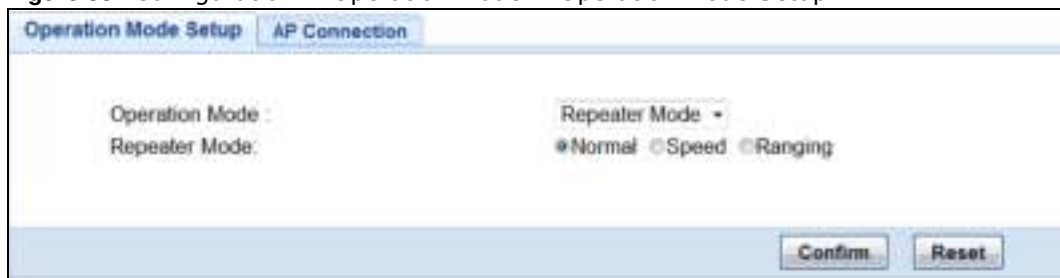 Operation Mode Setup AP Connection
Operation Mode : Repeater Mode
Repeater Mode: Normal Speed Ranging
Confirm Reset